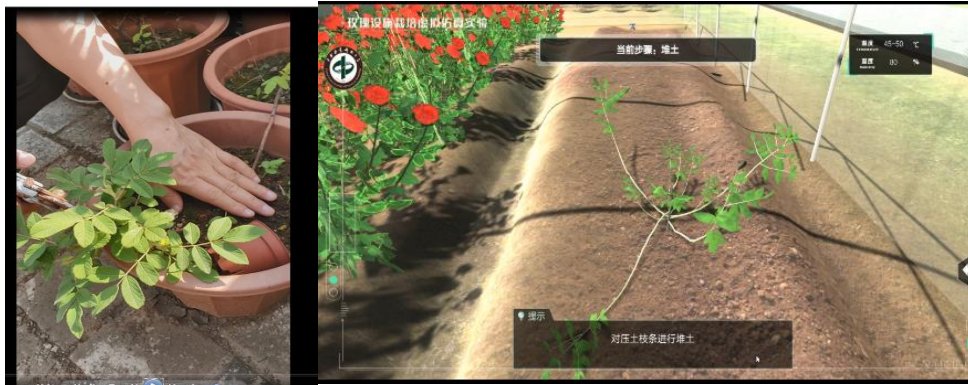 玫瑰设施栽培虚拟仿真实验
当前步骤：堆土
温度 45-50 ℃
湿度 80 %
提示
对压土枝条进行堆土